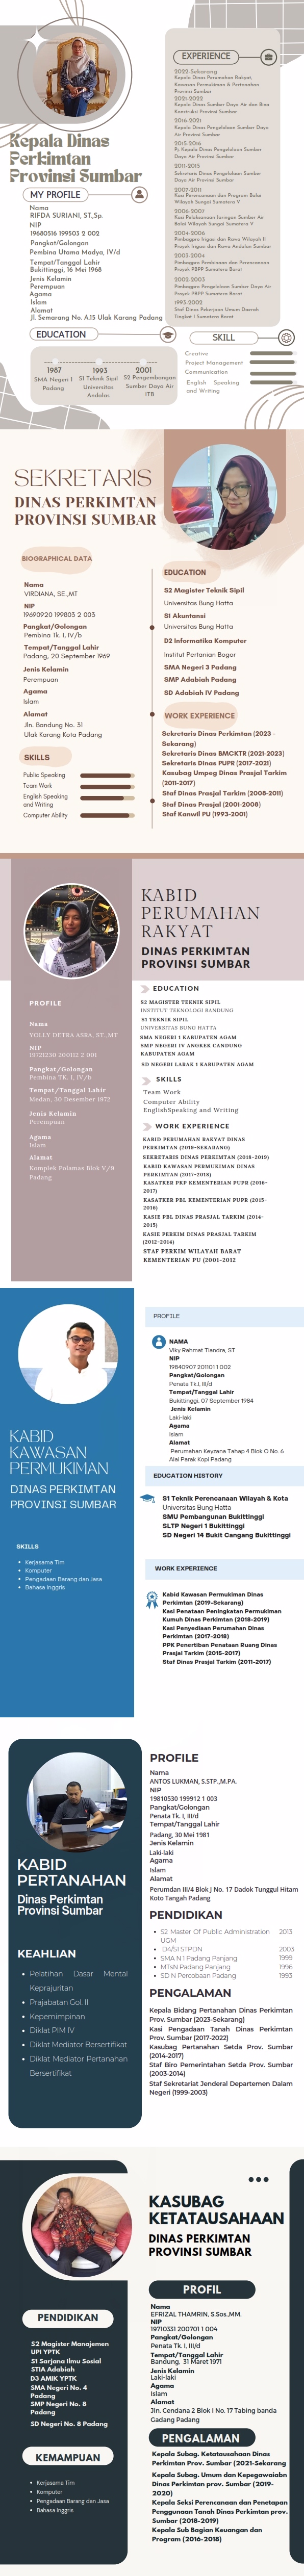 Kepala Dinas
Perkimtan
Provinsi Sumbar
MY PROFILE
Nama
RIFDA SURIANI, ST,Sp.
NIP
19680516 199503 2 002
Pangkat/Golongan
Pembina Utama Madya, IV/d
Tempat/Tanggal Lahir
Bukittinggi, 16 Mei 1968
Jenis Kelamin
Perempuan
Agama
Islam
Alamat
Jl. Semarang No. A.15 Ulak Karang Padang
EXPERIENCE
2022-Sekarang
Kepala Dinas Perumahan Rakyat,
Kawasan Permukiman & Pertanahan
Provinsi Sumbar
2021-2022
Kepala Dinas Sumber Daya Air dan Bina
Konstruksi Provinsi Sumbar
2016-2021
Kepala Dinas Pengelolaan Sumber Daya
Air Provinsi Sumbar
2015-2016
Pj. Kepala Dinas Pengelolaan Sumber
Daya Air Provinsi Sumbar
2011-2015
Sekretaris Dinas Pengelolaan Sumber
Daya Air Provinsi Sumbar
2007-2011
Kasi Perencanaan dan Program Balai
Wilayah Sungai Sumatera V
2006-2007
Kasi Pelaksanaan Jaringan Sumber Air
Balai Wilayah Sungai Sumatera V
2004-2006
Pimbagpro Irigasi dan Rawa Wilayah II
Proyek Irigasi dan Rawa Andalan Sumbar
2003-2004
Pimbagpro Pembinaan dan Perencanaan
Proyek PBPP Sumatera Barat
2002-2003
Pimbagpro Pengelolaan Sumber Daya Air
Proyek PBPP Sumatera Barat
1995-2002
Staf Dinas Pekerjaan Umum Daerah
Tingkat I Sumatera Barat
EDUCATION
1987
SMA Negeri 1
Padang
1993
S1 Teknik Sipil
Universitas
Andalas
2001
S2 Pengembangan
Sumber Daya Air
ITB
SKILL
Creative
Project Management
Communication
English Speaking
and Writing
SEKRETARIS
DINAS PERKIMTAN
PROVINSI SUMBAR
BIOGRAPHICAL DATA
Nama
VIRDIANA, SE.,MT
NIP
19690920 199803 2 003
Pangkat/Golongan
Pembina Tk. I, IV/b
Tempat/Tanggal Lahir
Padang, 20 September 1969
Jenis Kelamin
Perempuan
Agama
Islam
Alamat
Jln. Bandung No. 31
Ulak Karang Kota Padang
SKILLS
Public Speaking
Team Work
English Speaking
and Writing
Computer Ability
EDUCATION
S2 Magister Teknik Sipil
Universitas Bung Hatta
S1 Akuntansi
Universitas Bung Hatta
D2 Informatika Komputer
Institut Pertanian Bogor
SMA Negeri 3 Padang
SMP Adabiah Padang
SD Adabiah IV Padang
WORK EXPERIENCE
Sekretaris Dinas Perkimtan (2023 -
Sekarang)
Sekretaris Dinas BMCKTR (2021-2023)
Sekretaris Dinas PUPR (2017-2021)
Kasubag Umpeg Dinas Prasjal Tarkim
(2011-2017)
Staf Dinas Prasjal Tarkim (2008-2011)
Staf Dinas Prasjal (2001-2008)
Staf Kanwil PU (1993-2001)
KABID
PERUMAHAN
RAKYAT
DINAS PERKIMTAN
PROVINSI SUMBAR
PROFILE
Nama
YOLLY DETRA ASRA, ST.,MT
NIP
19721230 200112 2 001
Pangkat/Golongan
Pembina TK. I, IV/b
Tempat/Tanggal Lahir
Medan, 30 Desember 1972
Jenis Kelamin
Perempuan
Agama
Islam
Alamat
Komplek Polamas Blok V/9
Padang
EDUCATION
S2 MAGISTER TEKNIK SIPIL
INSTITUT TEKNOLOGI BANDUNG
S1 TEKNIK SIPIL
UNIVERSITAS BUNG HATTA
SMA NEGERI 1 KABUPATEN AGAM
SMP NEGERI IV ANGKEK CANDUNG
KABUPATEN AGAM
SD NEGERI LABAK 1 KABUPATEN AGAM
SKILLS
Team Work
Computer Ability
EnglishSpeaking and Writing
WORK EXPERIENCE
KABID PERUMAHAN RAKYAT DINAS
PERKIMTAN (2019-SEKARANG)
SEKRETARIS DINAS PERKIMTAN (2018-2019)
KABID KAWASAN PERMUKIMAN DINAS
PERKIMTAN (2017-2018)
KASATKER PKP KEMENTERIAN PUPR (2016-
2017)
KASATKER PBL KEMENTERIAN PUPR (2015-
2016)
KASIE PBL DINAS PRASJAL TARKIM (2014-
2015)
KASIE PERKIM DINAS PRASJAL TARKIM
(2012-2014)
STAF PERKIM WILAYAH BARAT
KEMENTERIAN PU (2001-2012
KABID
KAWASAN
PERMUKIMAN
DINAS PERKIMTAN
PROVINSI SUMBAR
SKILLS
Kerjasama Tim
Komputer
Pengadaan Barang dan Jasa
Bahasa Inggris
PROFILE
NAMA
Viky Rahmat Tiandra, ST
NIP
19840907 201101 1 002
Pangkat/Golongan
Penata Tk.I, III/d
Tempat/Tanggal Lahir
Bukittinggi, 07 September 1984
Jenis Kelamin
Laki-laki
Agama
Islam
Alamat
Perumahan Keyzana Tahap 4 Blok O No. 6
Alai Parak Kopi Padang
EDUCATION HISTORY
S1 Teknik Perencanaan Wilayah & Kota
Universitas Bung Hatta
SMU Pembangunan Bukittinggi
SLTP Negeri 1 Bukittinggi
SD Negeri 14 Bukit Cangang Bukittinggi
WORK EXPERIENCE
Kabid Kawasan Permukiman Dinas
Perkimtan (2019-Sekarang)
Kasi Penataan Peningkatan Permukiman
Kumuh Dinas Perkimtan (2018-2019)
Kasi Penyediaan Perumahan Dinas
Perkimtan (2017-2018)
PPK Penertiban Penataan Ruang Dinas
Prasjal Tarkim (2015-2017)
Staf Dinas Prasjal Tarkim (2011-2017)
KABID
PERTANAHAN
Dinas Perkimtan
Provinsi Sumbar
KEAHLIAN
Pelatihan Dasar Mental
Keprajuritan
Prajabatan Gol. II
Kepemimpinan
Diklat PIM IV
Diklat Mediator Bersertifikat
Diklat Mediator Pertanahan
Bersertifikat
PROFILE
Nama
ANTOS LUKMAN, S.STP.,M.PA.
NIP
19810530 199912 1 003
Pangkat/Golongan
Penata Tk. I, III/d
Tempat/Tanggal Lahir
Padang, 30 Mei 1981
Jenis Kelamin
Laki-laki
Agama
Islam
Alamat
Perumdan III/4 Blok J No. 17 Dadok Tunggul Hitam
Koto Tangah Padang
PENDIDIKAN
S2 Master Of Public Administration 2013
UGM
D4/S1 STPDN 2003
SMA N 1 Padang Panjang 1999
MTsN Padang Panjang 1996
SD N Percobaan Padang 1993
PENGALAMAN
Kepala Bidang Pertanahan Dinas Perkimtan
Prov. Sumbar (2023-Sekarang)
Kasi Pengadaan Tanah Dinas Perkimtan
Prov. Sumbar (2017-2022)
Kasubag Pertanahan Setda Prov. Sumbar
(2014-2017)
Staf Biro Pemerintahan Setda Prov. Sumbar
(2003-2014)
Staf Sekretariat Jenderal Departemen Dalam
Negeri (1999-2003)
KASUBAG
KETATAUSAHAAN
DINAS PERKIMTAN
PROVINSI SUMBAR
PENDIDIKAN
S2 Magister Manajemen
UPI YPTK
S1 Sarjana Ilmu Sosial
STIA Adabiah
D3 AMIK YPTK
SMA Negeri No. 4
Padang
SMP Negeri No. 8
Padang
SD Negeri No. 8 Padang
KEMAMPUAN
Kerjasama Tim
Komputer
Pengadaan Barang dan Jasa
Bahasa Inggris
PROFIL
Nama
EFRIZAL THAMRIN, S.Sos.,MM.
NIP
19710331 200701 1 004
Pangkat/Golongan
Penata Tk. I, III/d
Tempat/Tanggal Lahir
Bandung, 31 Maret 1971
Jenis Kelamin
Laki-laki
Agama
Islam
Alamat
Jln. Cendana 2 Blok I No. 17 Tabing banda
Gadang Padang
PENGALAMAN
Kepala Subag. Ketatausahaan Dinas
Perkimtan Prov. Sumbar (2021-Sekarang
Kepala Subag. Umum dan Kepegawaiabn
Dinas Perkimtan prov. Sumbar (2019-
2020)
Kepala Seksi Perencanan dan Penetapan
Penggunaan Tanah Dinas Perkimtan prov.
Sumbar (2018-2019)
Kepala Sub Bagian Keuangan dan
Program (2016-2018)